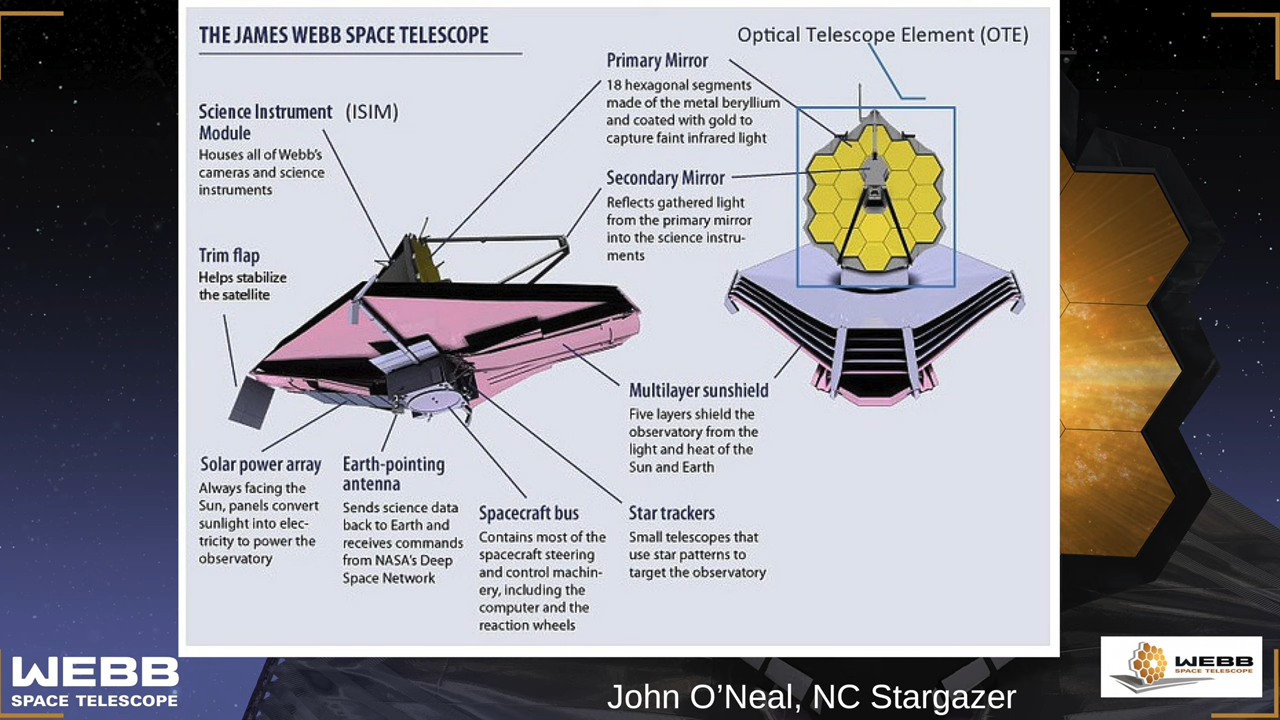 THE JAMES WEBB SPACE TELESCOPE
Optical Telescope Element (OTE)
Science Instrument (ISIM)
Module
Houses all of Webb's
cameras and science
instruments
Primary Mirror
18 hexagonal segments
made of the metal beryllium
and coated with gold to
capture faint infrared light
Secondary Mirror
Reflects gathered light
from the primary mirror
into the science instru-
ments
Trim flap
Helps stabilize
the satellite
Multilayer sunshield
Five layers shield the
observatory from the
light and heat of the
Sun and Earth
Solar power array
Always facing the
Sun, panels convert
sunlight into elec-
tricity to power the
observatory
Earth-pointing
antenna
Sends science data
back to Earth and
receives commands
from NASA's Deep
Space Network
Spacecraft bus
Contains most of the
spacecraft steering
and control machin-
ery, including the
computer and the
reaction wheels
Star trackers
Small telescopes that
use star patterns to
target the observatory
WEBB
SPACE TELESCOPE
John O’Neal, NC Stargazer
WEBB
SPACE TELESCOPE